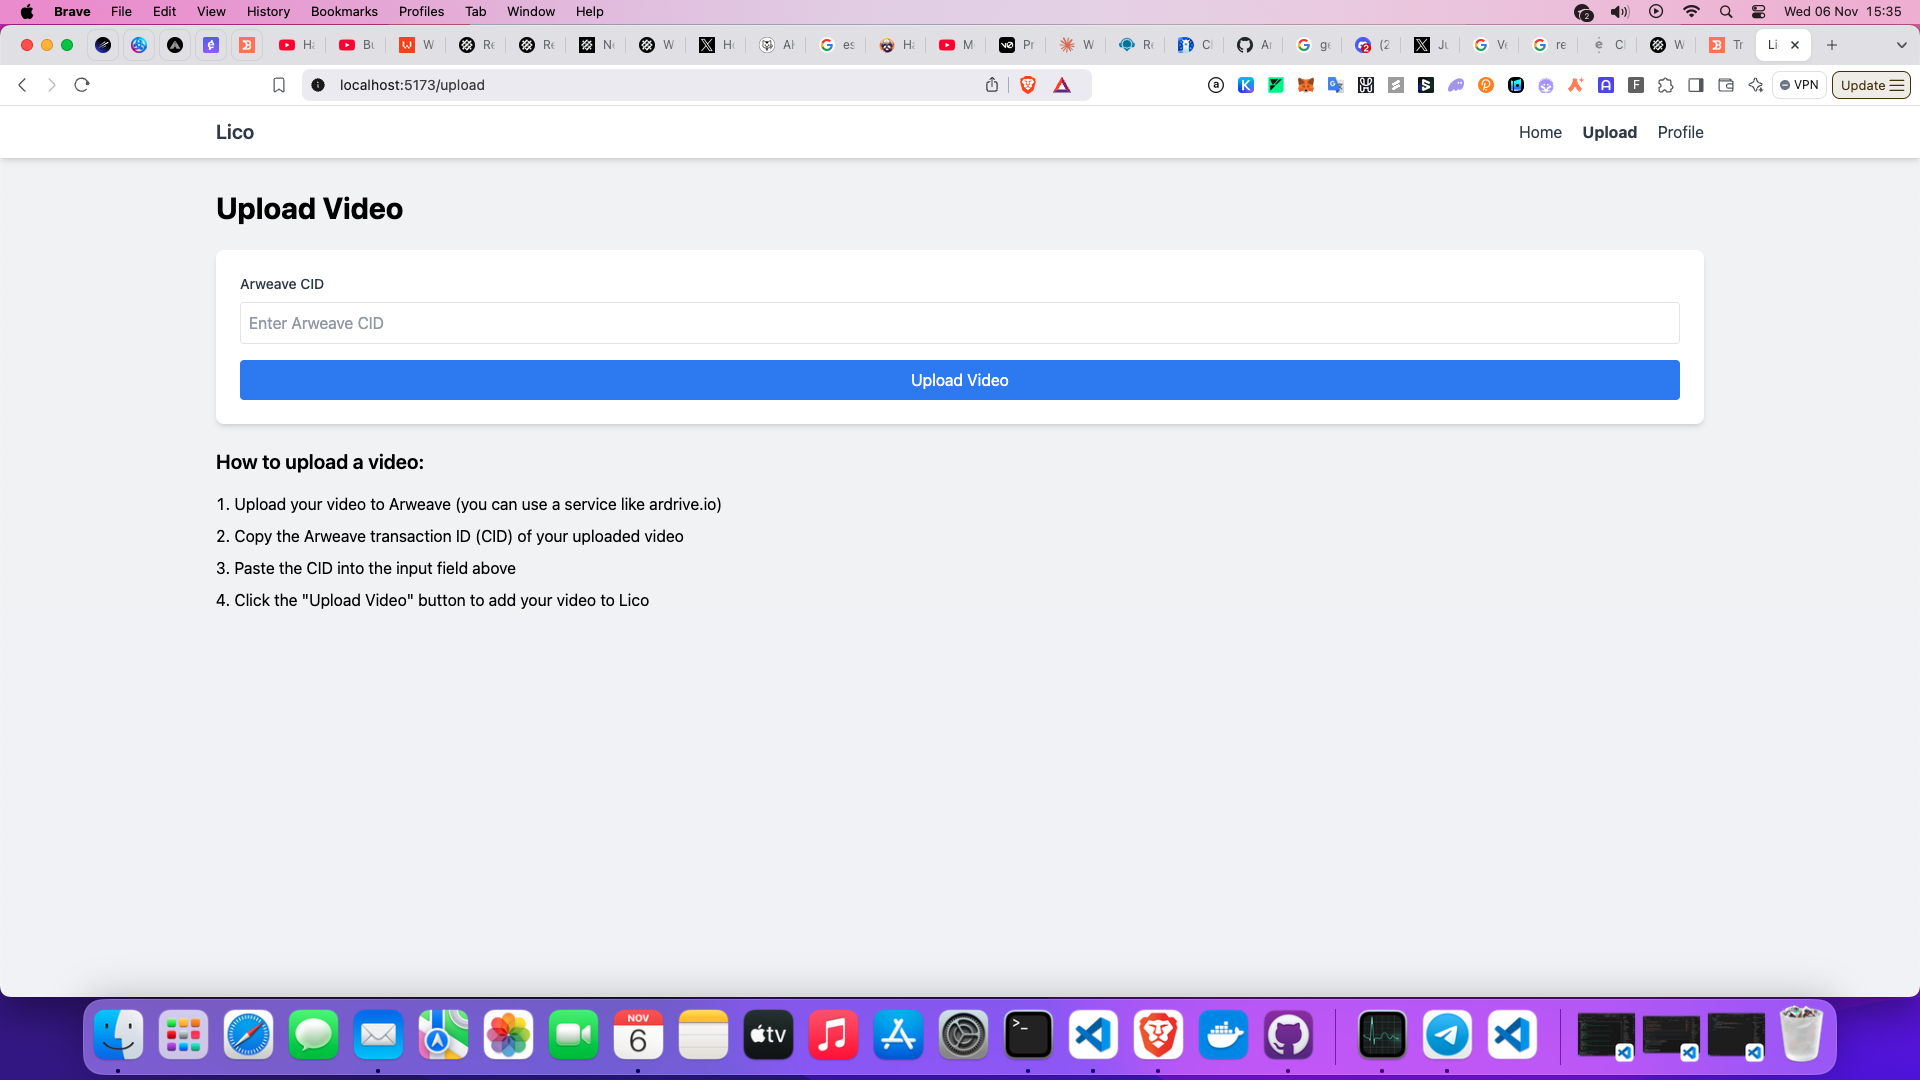 Brave File Edit View History Bookmarks Profiles Tab Window Help
2 Wed 06 Nov 15:35
localhost:5173/upload
VPN Update
Lico
Home Upload Profile
Upload Video
Arweave CID
Enter Arweave CID
Upload Video
How to upload a video:
1. Upload your video to Arweave (you can use a service like ardrive.io)
2. Copy the Arweave transaction ID (CID) of your uploaded video
3. Paste the CID into the input field above
4. Click the "Upload Video" button to add your video to Lico
NOV
6
tv